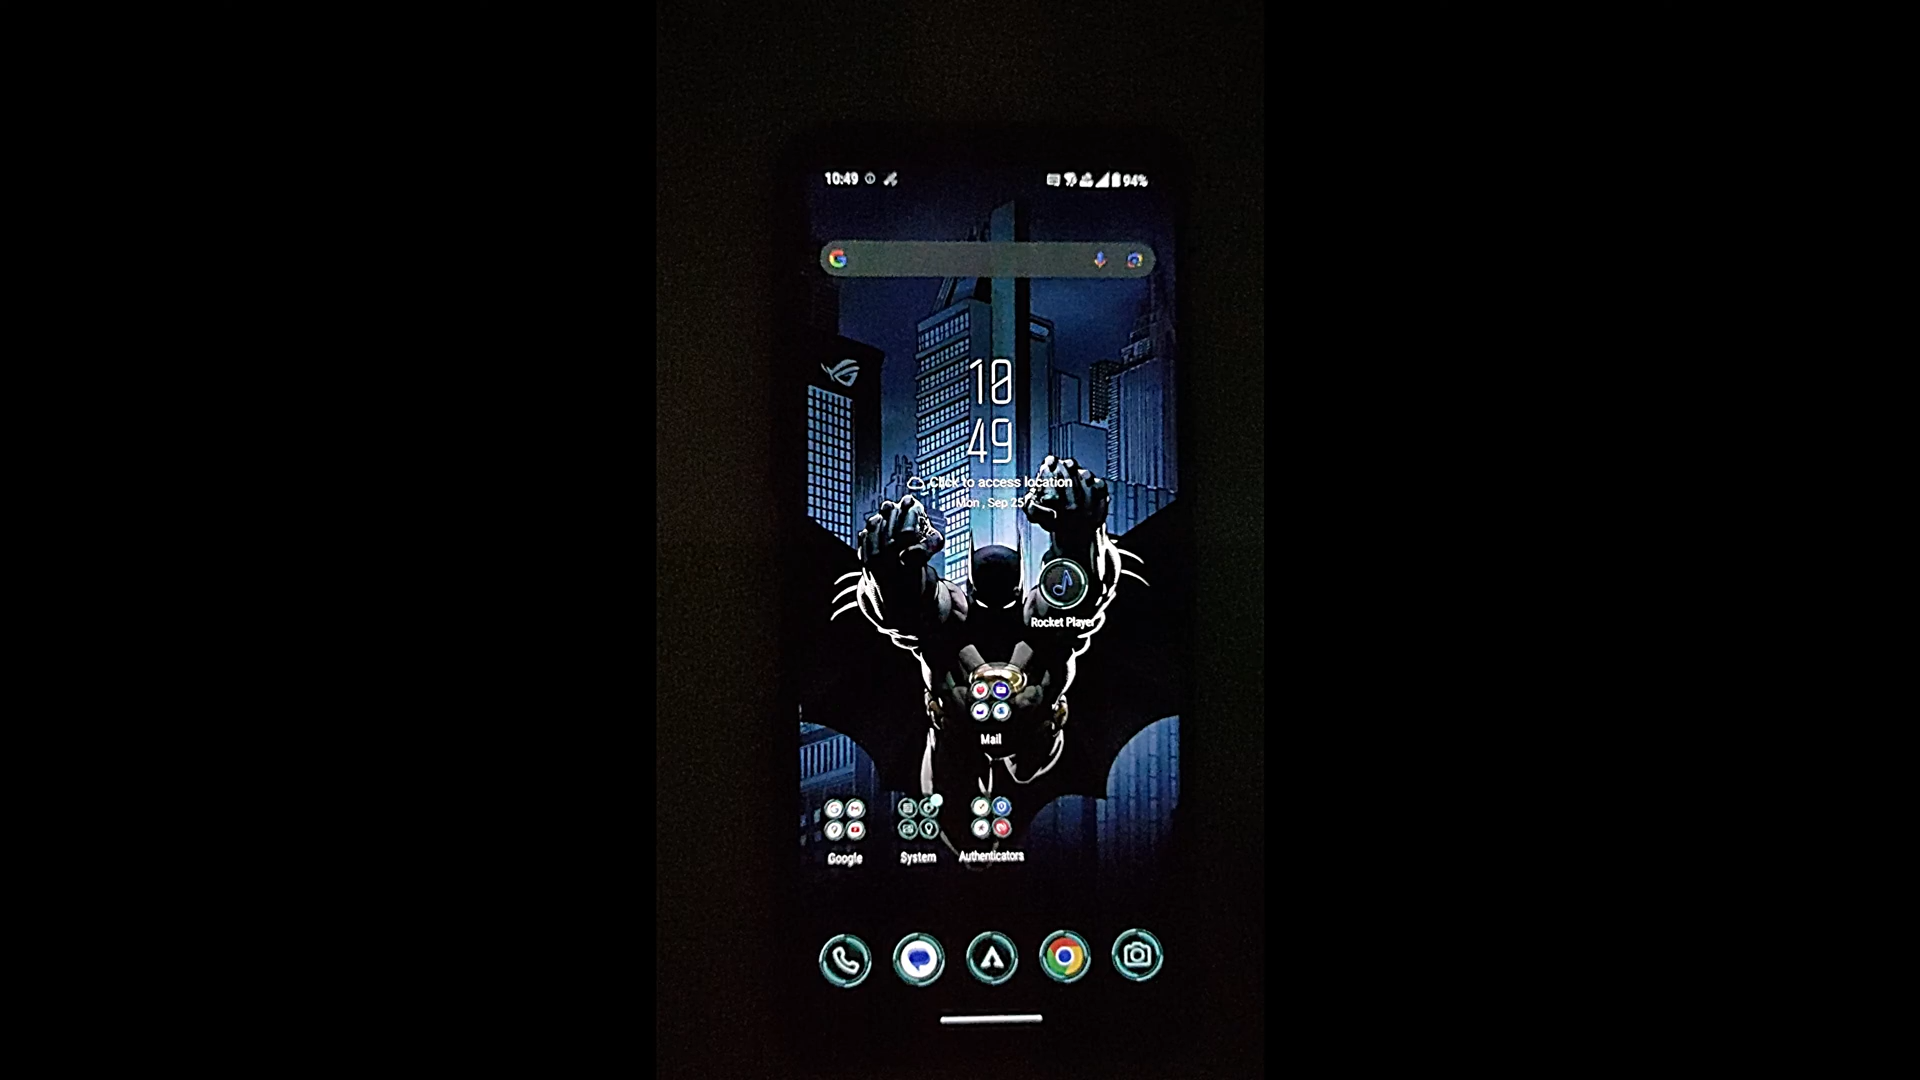 10:49
94%
10
49
Click to access location
Mon, Sep 25
Rocket Player
Mail
Google
System
Authenticators